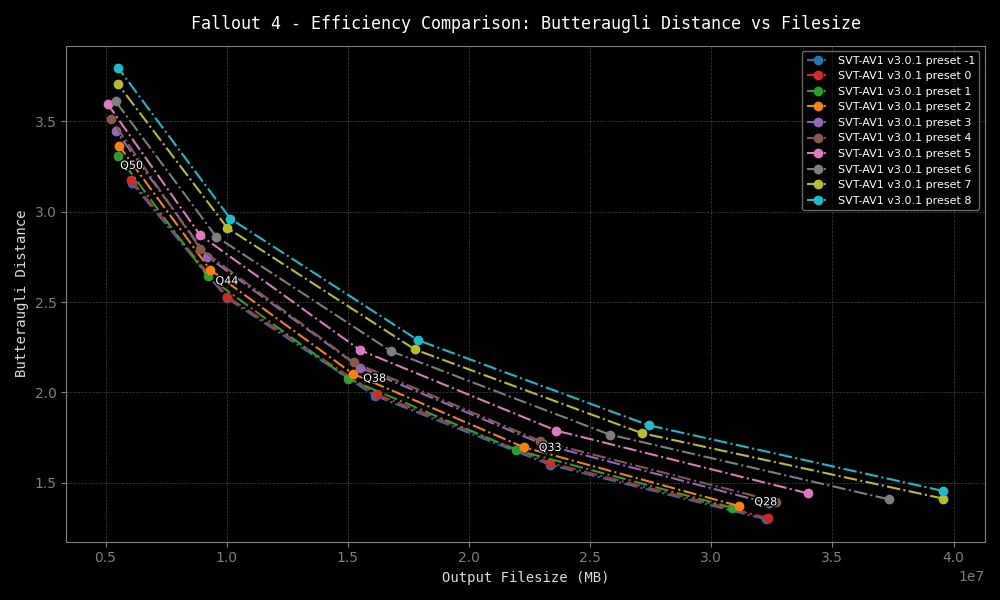 Fallout 4 - Efficiency Comparison: Butteraugli Distance vs Filesize
SVT-AV1 v3.0.1 preset -1
SVT-AV1 v3.0.1 preset 0
SVT-AV1 v3.0.1 preset 1
SVT-AV1 v3.0.1 preset 2
SVT-AV1 v3.0.1 preset 3
SVT-AV1 v3.0.1 preset 4
SVT-AV1 v3.0.1 preset 5
SVT-AV1 v3.0.1 preset 6
SVT-AV1 v3.0.1 preset 7
SVT-AV1 v3.0.1 preset 8
Butteraugli Distance
3.5
3.0
2.5
2.0
1.5
Q50
Q44
Q38
Q33
Q28
0.5
1.0
1.5
2.0
2.5
3.0
3.5
4.0
1e7
Output Filesize (MB)